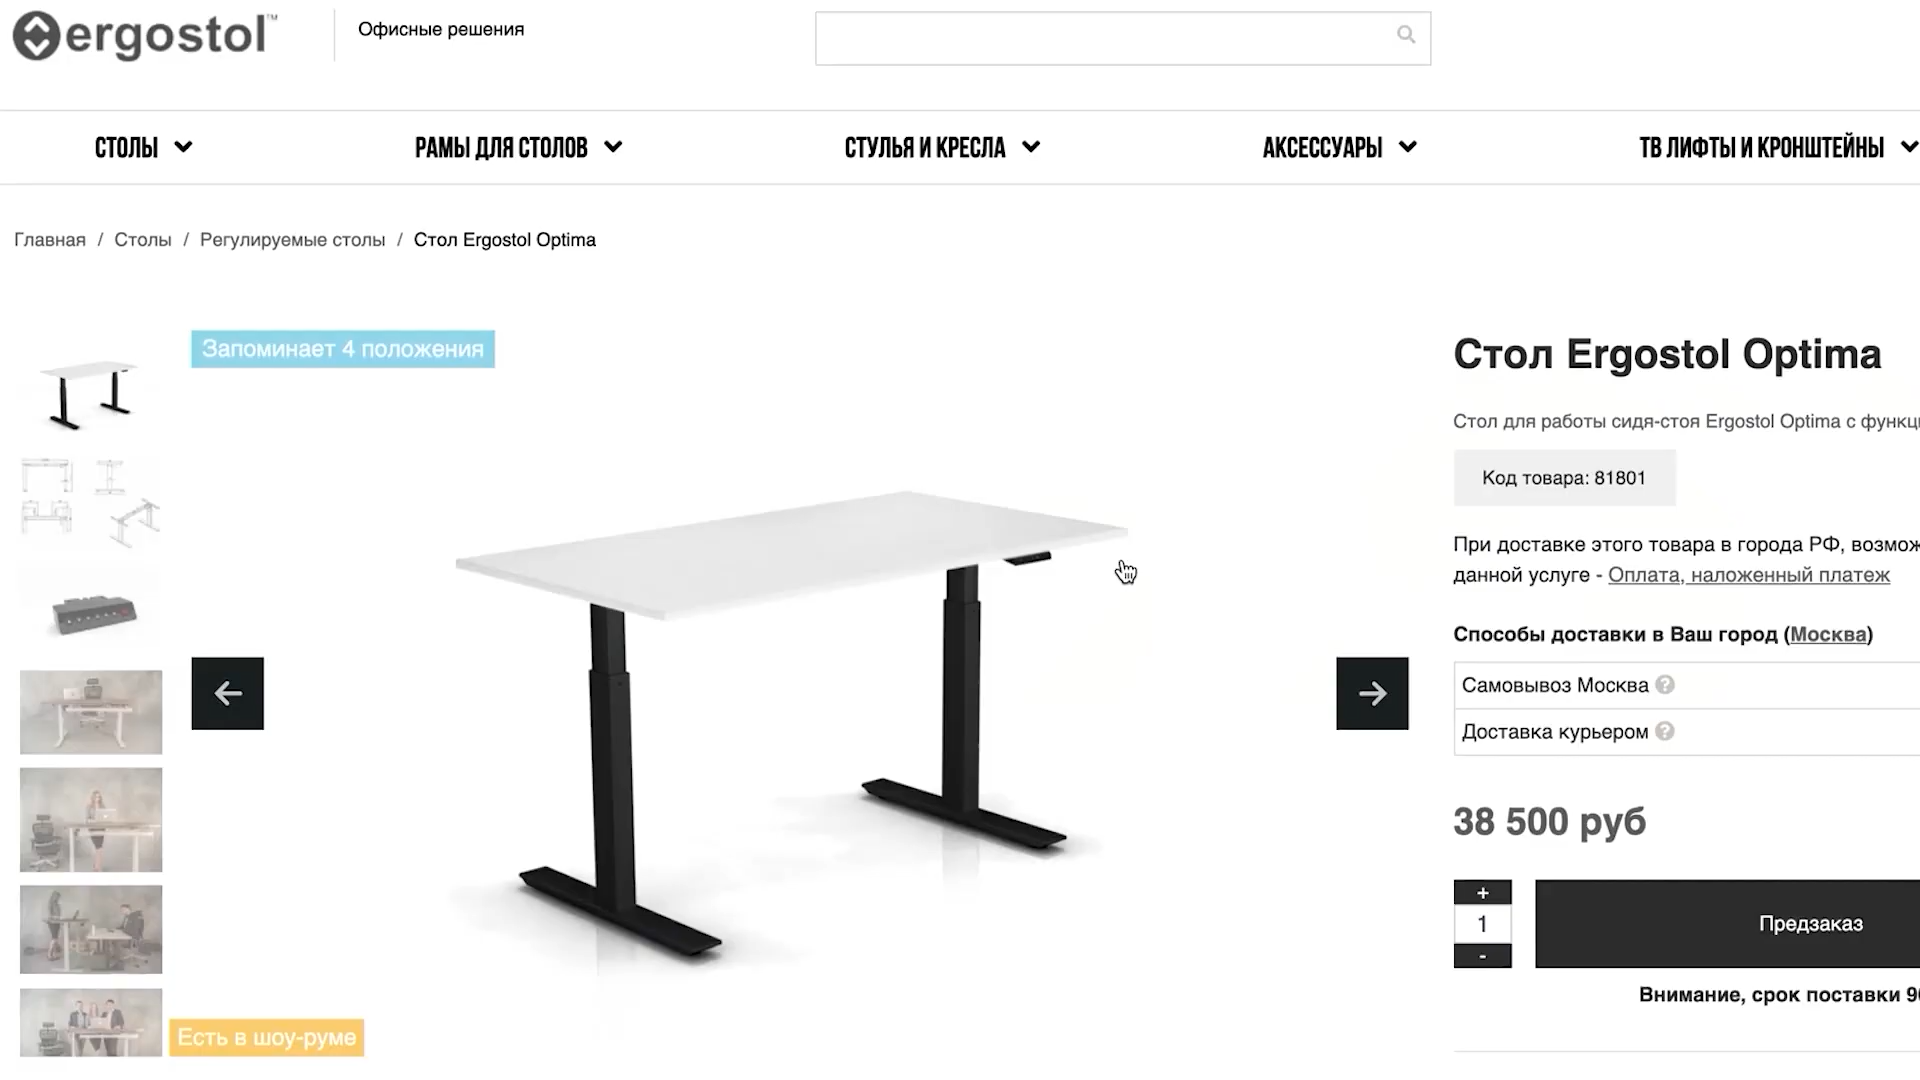 ergostol™
Офисные решения
СТОЛЫ
РАМЫ ДЛЯ СТОЛОВ
СТУЛЬЯ И КРЕСЛА
АКСЕССУАРЫ
ТВ ЛИФТЫ И КРОНШТЕЙНЫ
Главная / Столы / Регулируемые столы / Стол Ergostol Optima
Запоминает 4 положения
Есть в шоу-руме
Стол Ergostol Optima
Стол для работы сидя-стоя Ergostol Optima с функц
Код товара: 81801
При доставке этого товара в города РФ, возмож
данной услуге - Оплата, наложенный платеж
Способы доставки в Ваш город (Москва)
Самовывоз Москва ?
Доставка курьером ?
38 500 руб
+
1
-
Предзаказ
Внимание, срок поставки 9